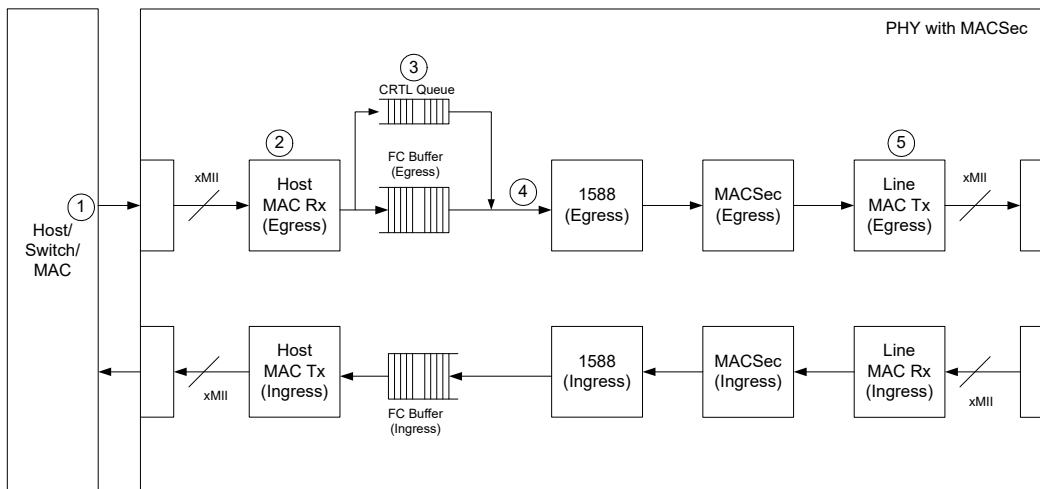 PHY with MACSec
3
CRTL Queue
2
5
xMII
Host
MAC Rx
(Egress)
FC Buffer
(Egress)
4
1588
(Egress)
MACSec
(Egress)
Line
MAC Tx
(Egress)
xMII
1
Host/
Switch/
MAC
xMII
Host
MAC Tx
(Ingress)
FC Buffer
(Ingress)
1588
(Ingress)
MACSec
(Ingress)
Line
MAC Rx
(Ingress)
xMII